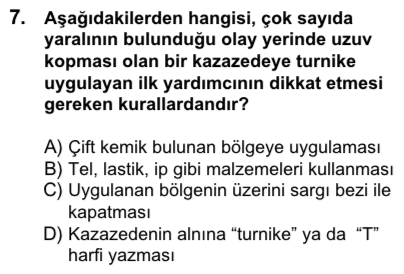 7. Aşağıdakilerden hangisi, çok sayıda
yaralının bulunduğu olay yerinde uzuv
kopması olan bir kazazedeye turnike
uygulayan ilk yardımcının dikkat etmesi
gereken kurallardandır?
A) Çift kemik bulunan bölgeye uygulaması
B) Tel, lastik, ip gibi malzemeleri kullanması
C) Uygulanan bölgenin üzerini sargı bezi ile
kapatması
D) Kazazedenin alnına “turnike” ya da “T”
harfi yazması